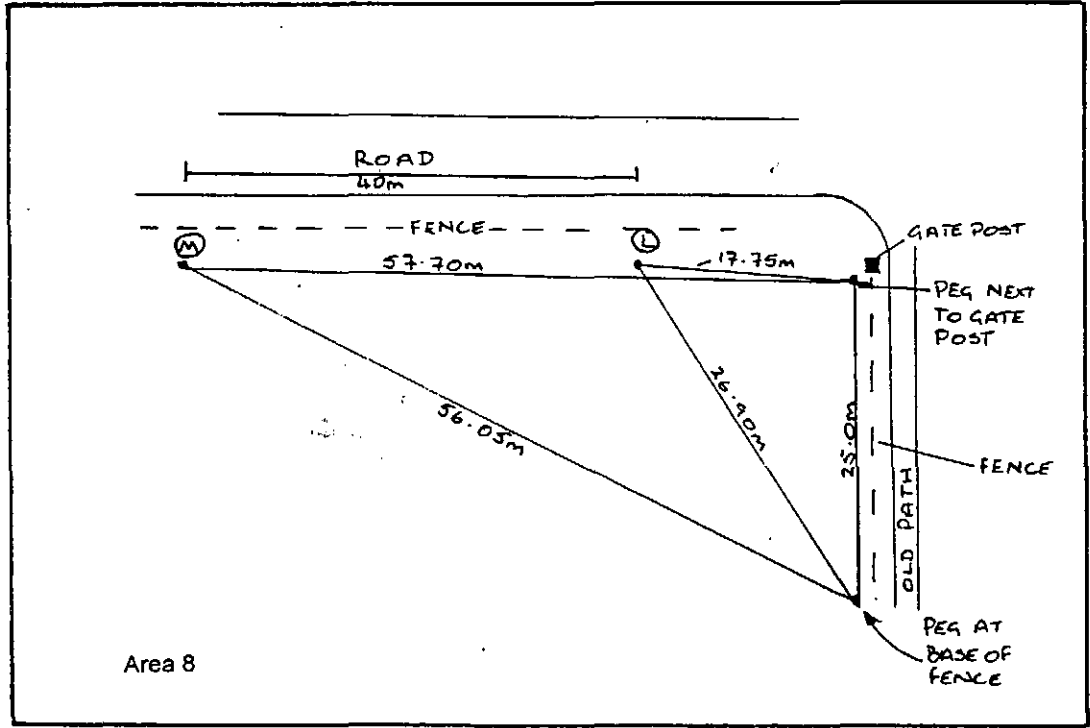 ROAD
40m
FENCE
GATE POST
M
L
57.70m
17.75m
PEG NEXT
TO GATE
POST
26.90m
56.05m
25.0m
FENCE
OLD PATH
PEG AT
BASE OF
FENCE
Area 8